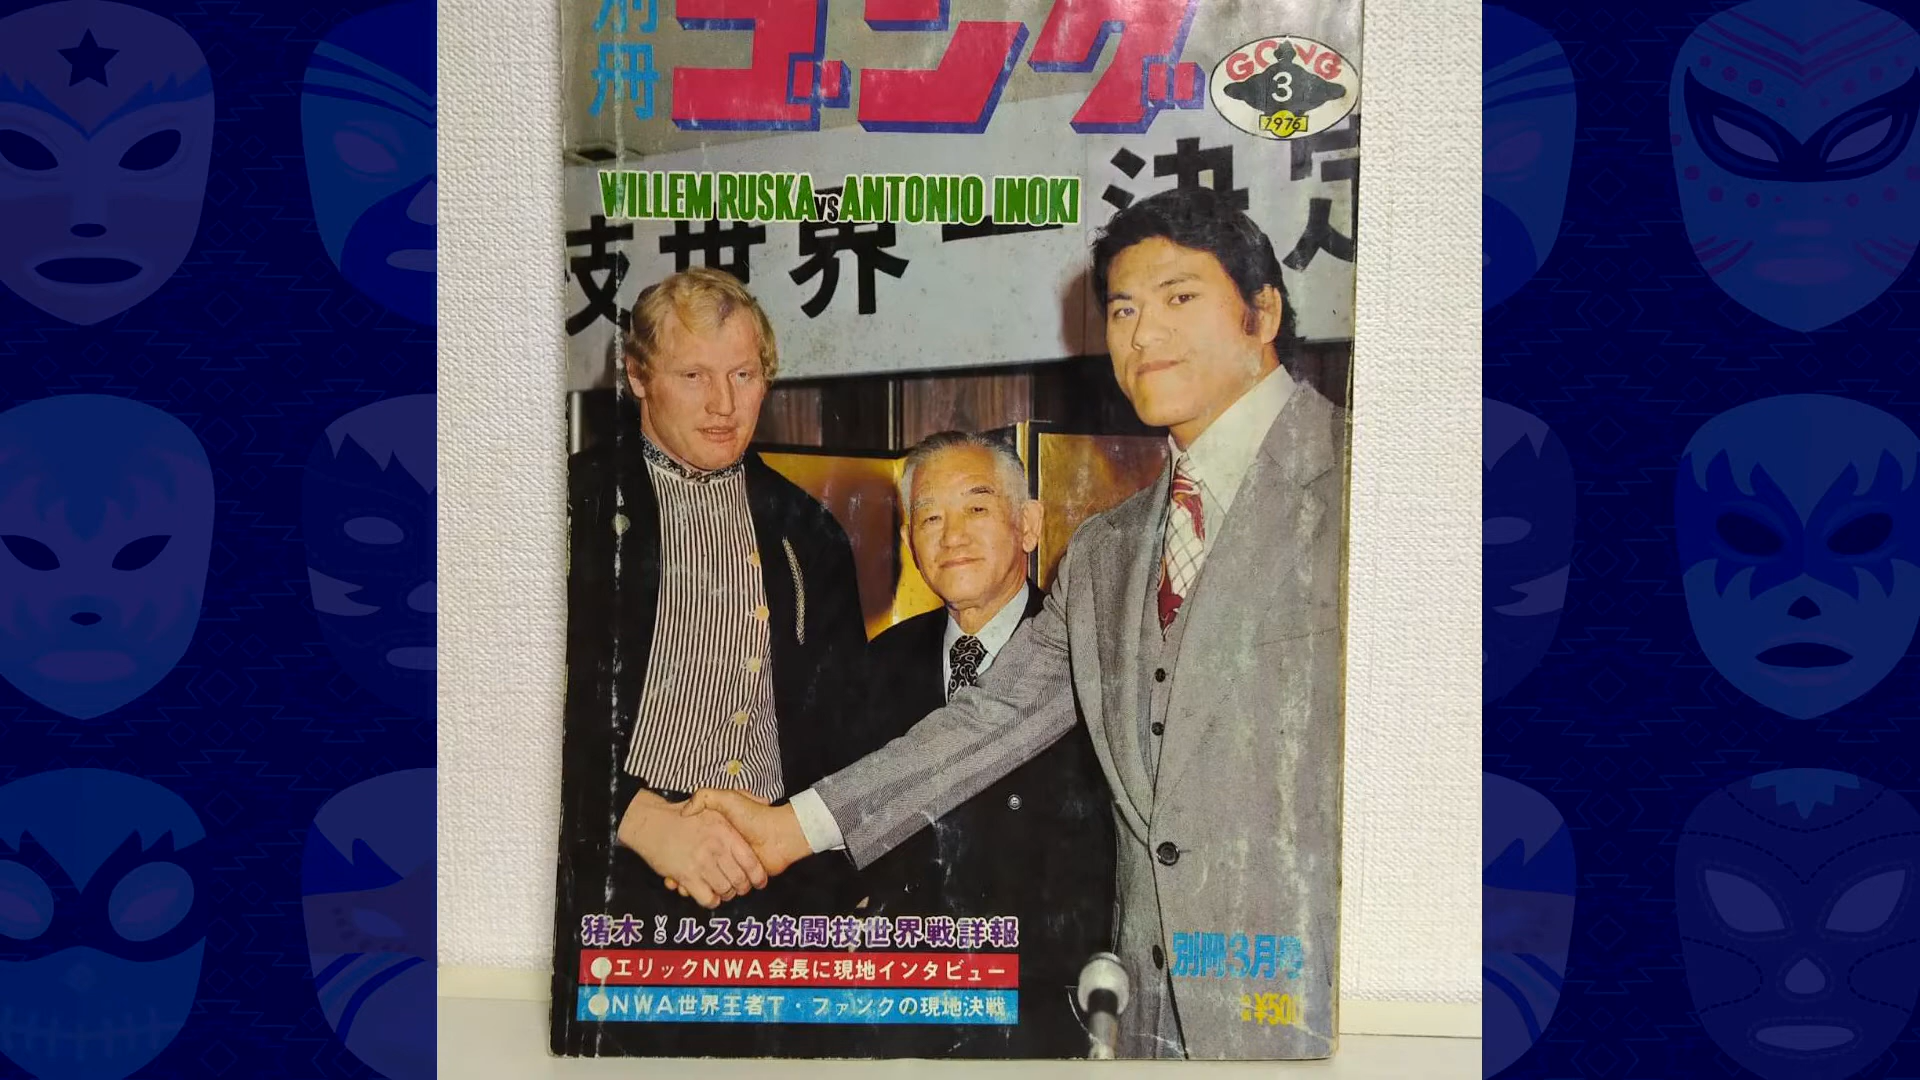 別冊
ゴング
GONG
3
1976
決定
WILLEM RUSKA VS ANTONIO INOKI
技世界一
猪木VSルスカ格闘技世界戦詳報
●エリックNWA会長に現地インタビュー
●NWA世界王者T・ファンクの現地決戦
別冊3月号
¥500